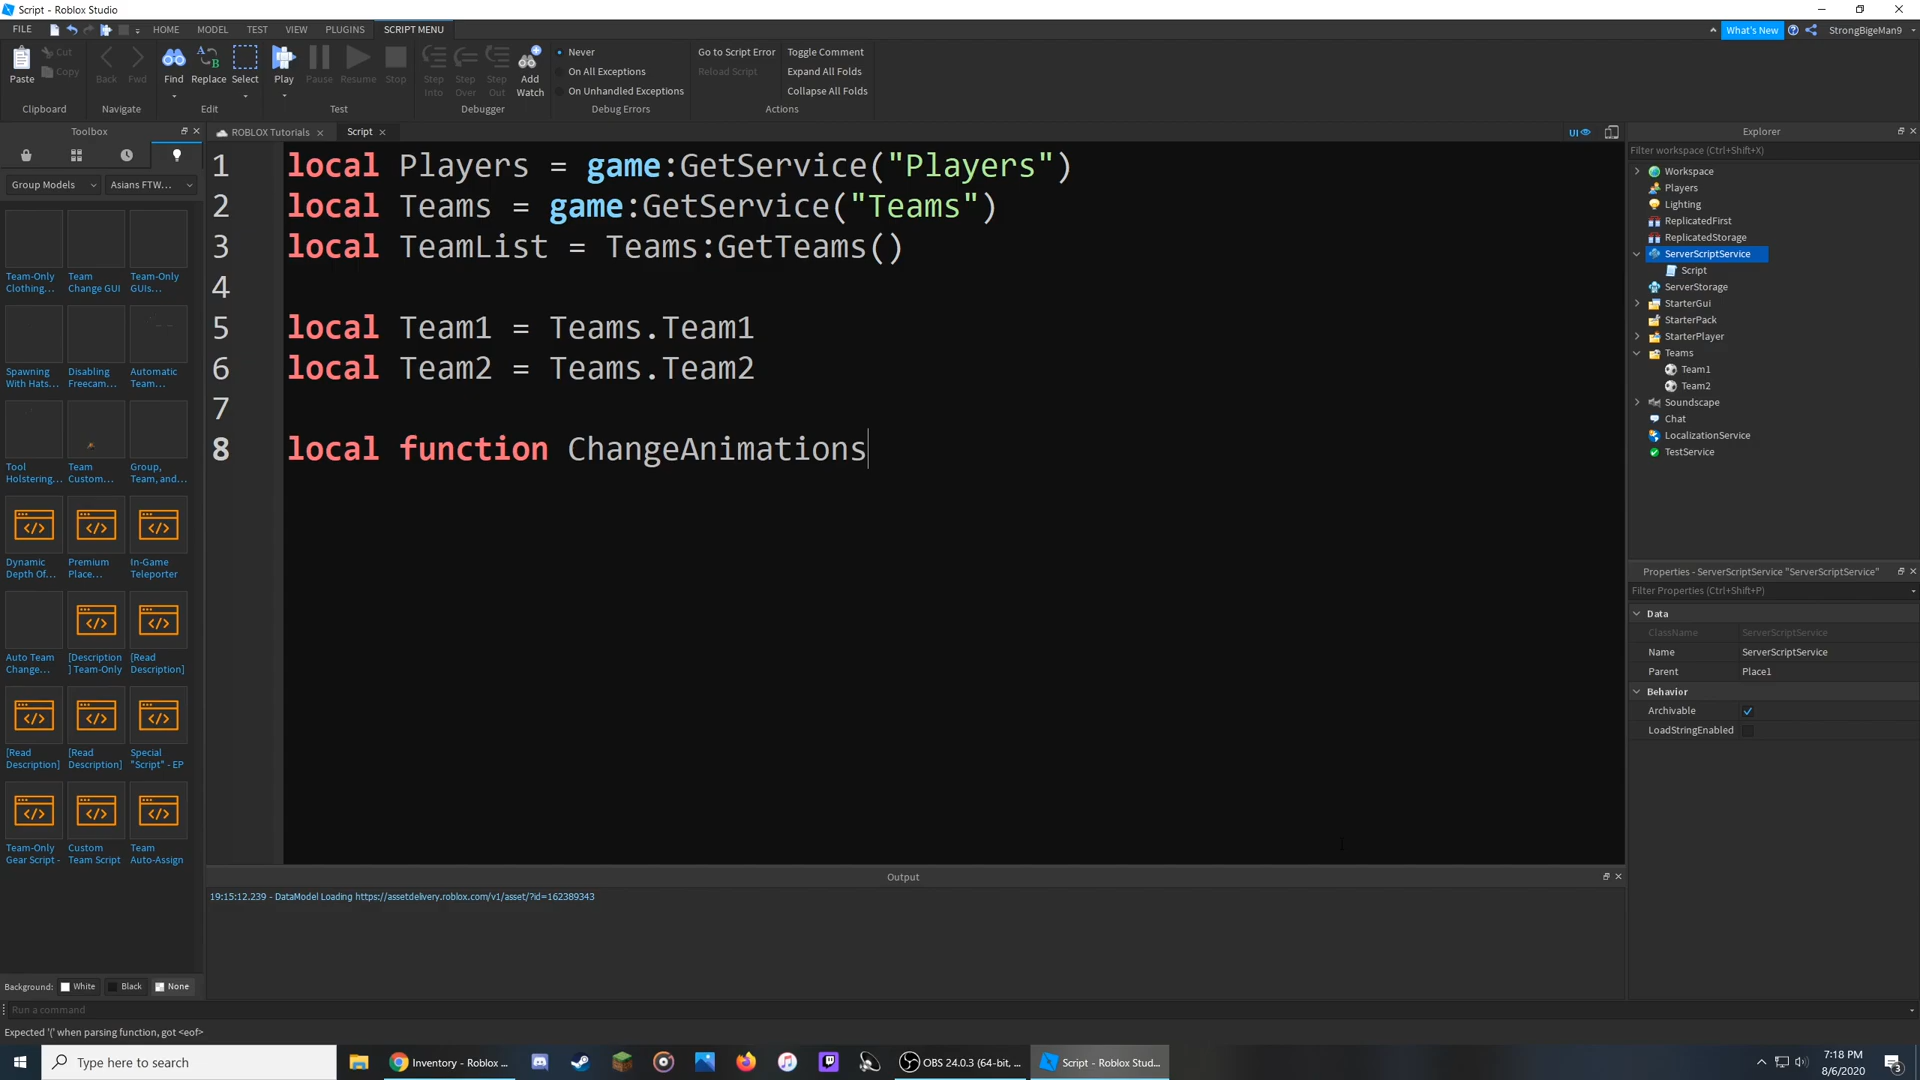 Script - Roblox Studio
FILE HOME MODEL TEST VIEW PLUGINS SCRIPT MENU What's New StrongBigeMan9
Paste Cut Copy Back Fwd Find Replace Select Play Pause Resume Stop Step Into Step Over Step Out Add Watch
Never Go to Script Error Toggle Comment
On All Exceptions Reload Script Expand All Folds
On Unhandled Exceptions Collapse All Folds
Clipboard Navigate Edit Test Debugger Debug Errors Actions
Toolbox
Group Models Asians FTW...
Team-Only Clothing...
Team Change GUI
Team-Only GUIs...
Spawning With Hats...
Disabling Freecam...
Automatic Team...
Tool Holstering...
Team Custom...
Group, Team, and...
Dynamic Depth Of...
Premium Place...
In-Game Teleporter
Auto Team Change...
[Description] Team-Only
[Read Description]
[Read Description]
[Read Description]
Special "Script" - EP
Team-Only Gear Script -
Custom Team Script
Team Auto-Assign
Background: White Black None
ROBLOX Tutorials Script UI
1 local Players = game:GetService("Players")
2 local Teams = game:GetService("Teams")
3 local TeamList = Teams:GetTeams()
4
5 local Team1 = Teams.Team1
6 local Team2 = Teams.Team2
7
8 local function ChangeAnimations
Output
19:15:12.239 - DataModel Loading https://assetdelivery.roblox.com/v1/asset/?id=162389343
Explorer
Filter workspace (Ctrl+Shift+X)
Workspace
Players
Lighting
ReplicatedFirst
ReplicatedStorage
ServerScriptService
Script
ServerStorage
StarterGui
StarterPack
StarterPlayer
Teams
Team1
Team2
Soundscape
Chat
LocalizationService
TestService
Properties - ServerScriptService "ServerScriptService"
Filter Properties (Ctrl+Shift+P)
Data
ClassName ServerScriptService
Name ServerScriptService
Parent Place1
Behavior
Archivable
LoadStringEnabled
Run a command
Expected '(' when parsing function, got <eof>
Type here to search
Inventory - Roblox ...
OBS 24.0.3 (64-bit, ...
Script - Roblox Stud...
7:18 PM
8/6/2020
3